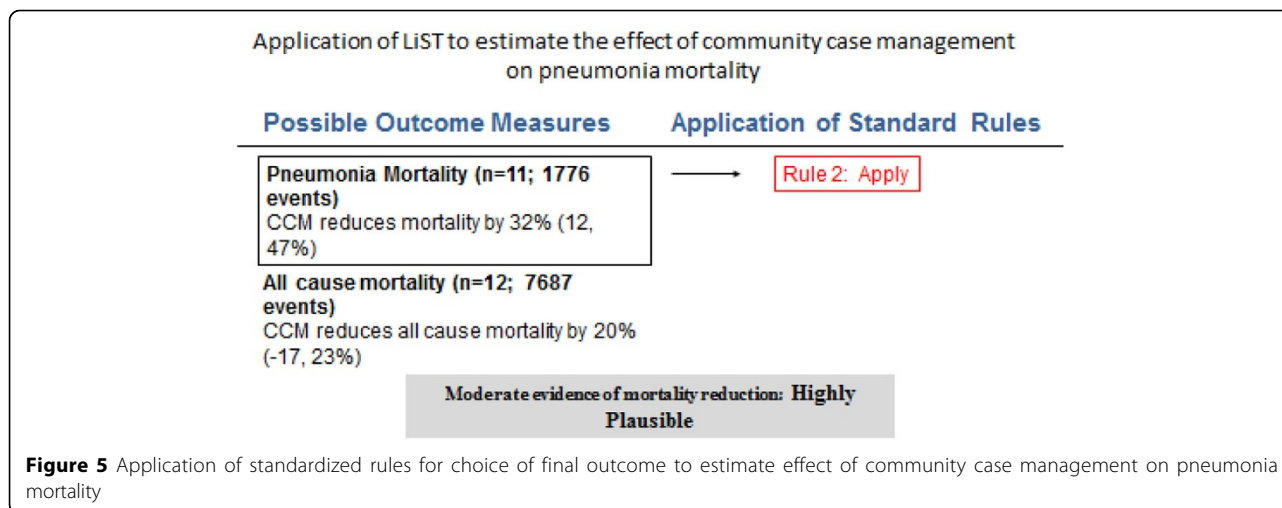 Application of LiST to estimate the effect of community case management
on pneumonia mortality
Possible Outcome Measures Application of Standard Rules
Pneumonia Mortality (n=11; 1776
events)
CCM reduces mortality by 32% (12,
47%)
Rule 2: Apply
All cause mortality (n=12; 7687
events)
CCM reduces all cause mortality by 20%
(-17, 23%)
Moderate evidence of mortality reduction: Highly
Plausible
Figure 5 Application of standardized rules for choice of final outcome to estimate effect of community case management on pneumonia
mortality